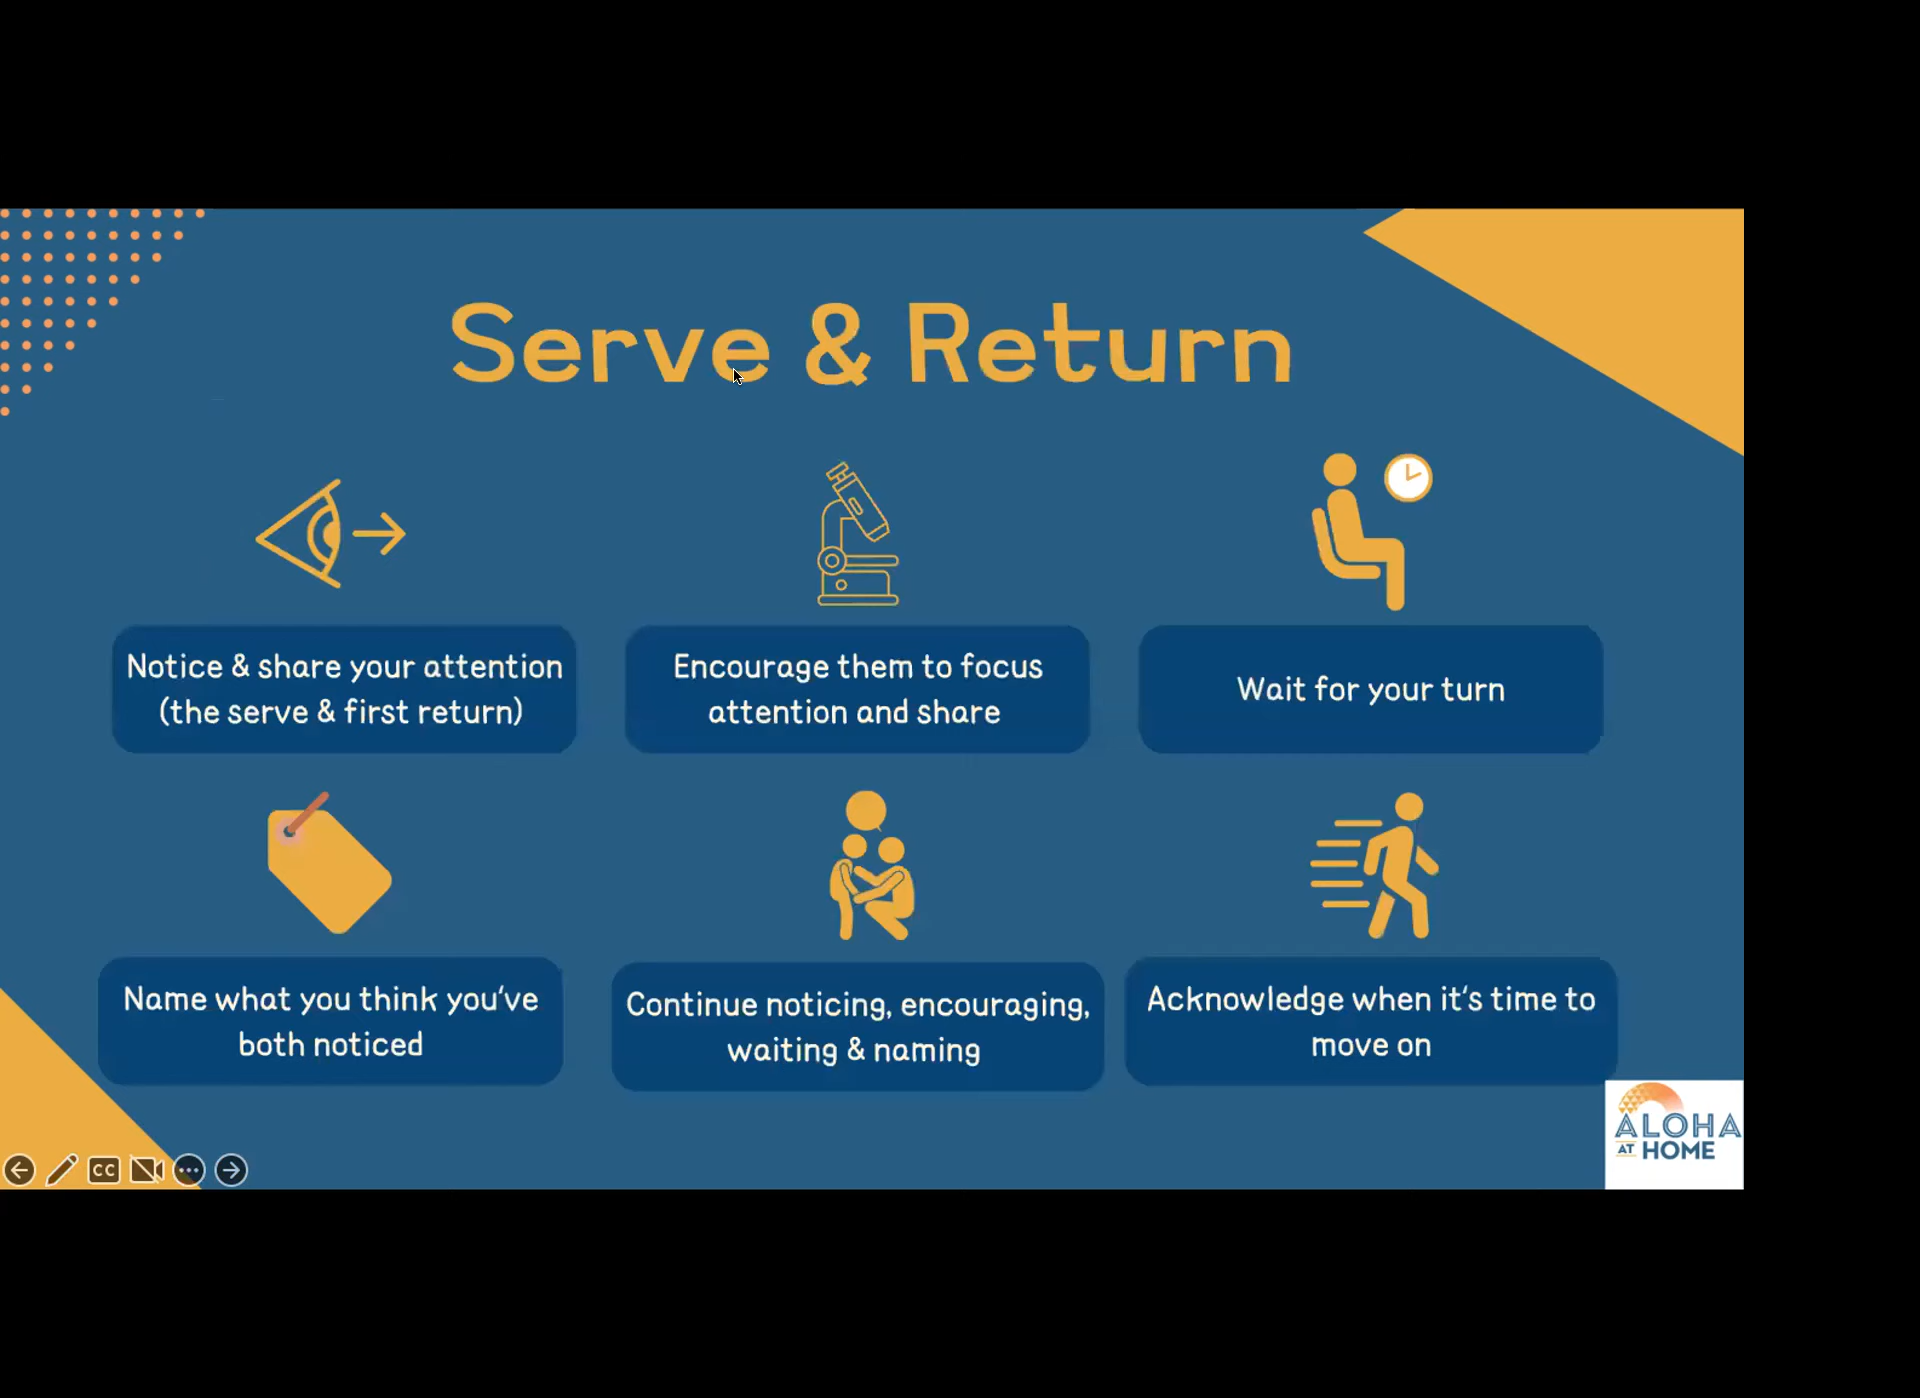 Serve & Return
Notice & share your attention
(the serve & first return)
Encourage them to focus
attention and share
Wait for your turn
Name what you think you've
both noticed
Continue noticing, encouraging,
waiting & naming
Acknowledge when it's time to
move on
CC
ALOHA
AT HOME